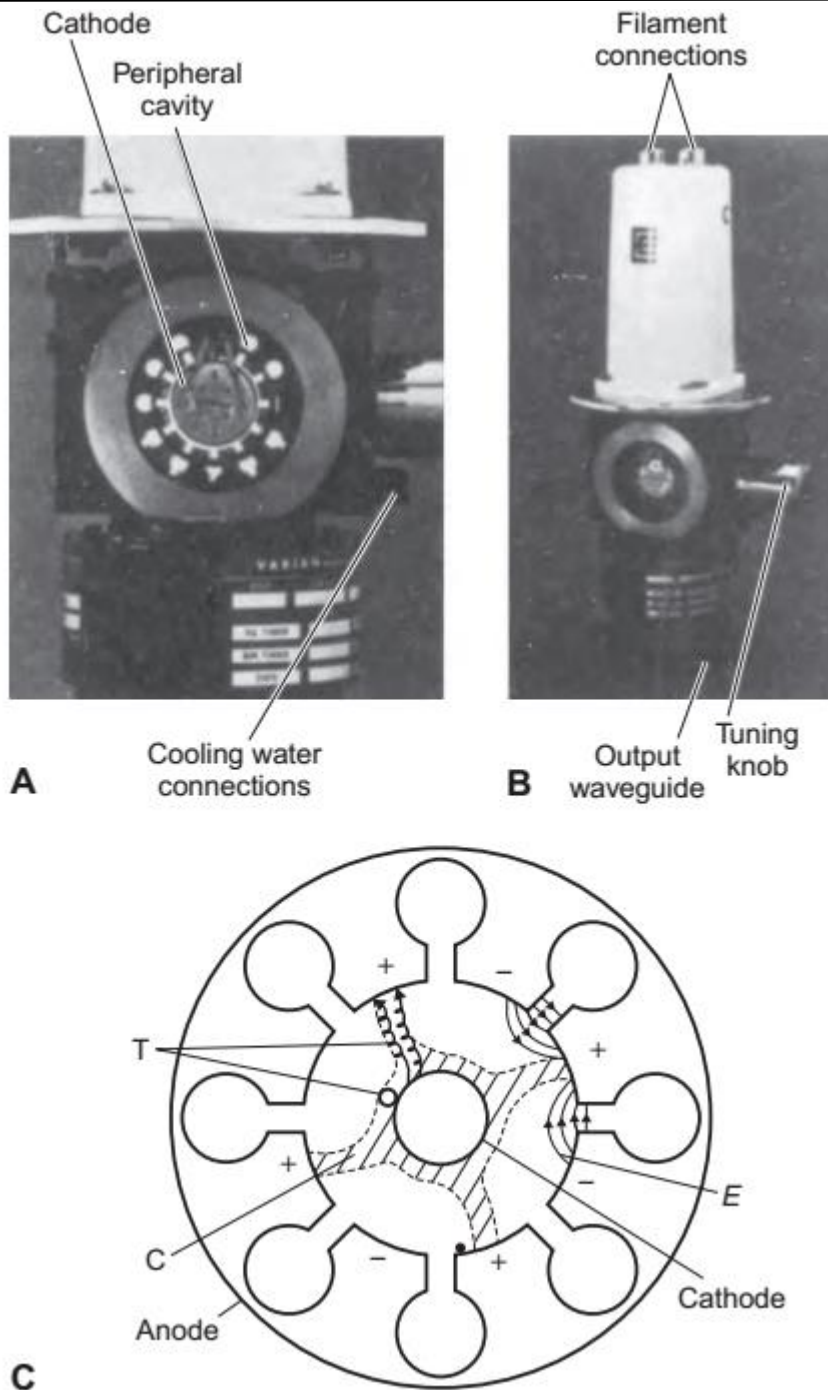 Cathode
Peripheral
cavity
Filament
connections
VARIAN
Cooling water
connections
A
Output
waveguide
Tuning
knob
B
+
−
T
+
+
−
E
C
−
+
Cathode
Anode
C